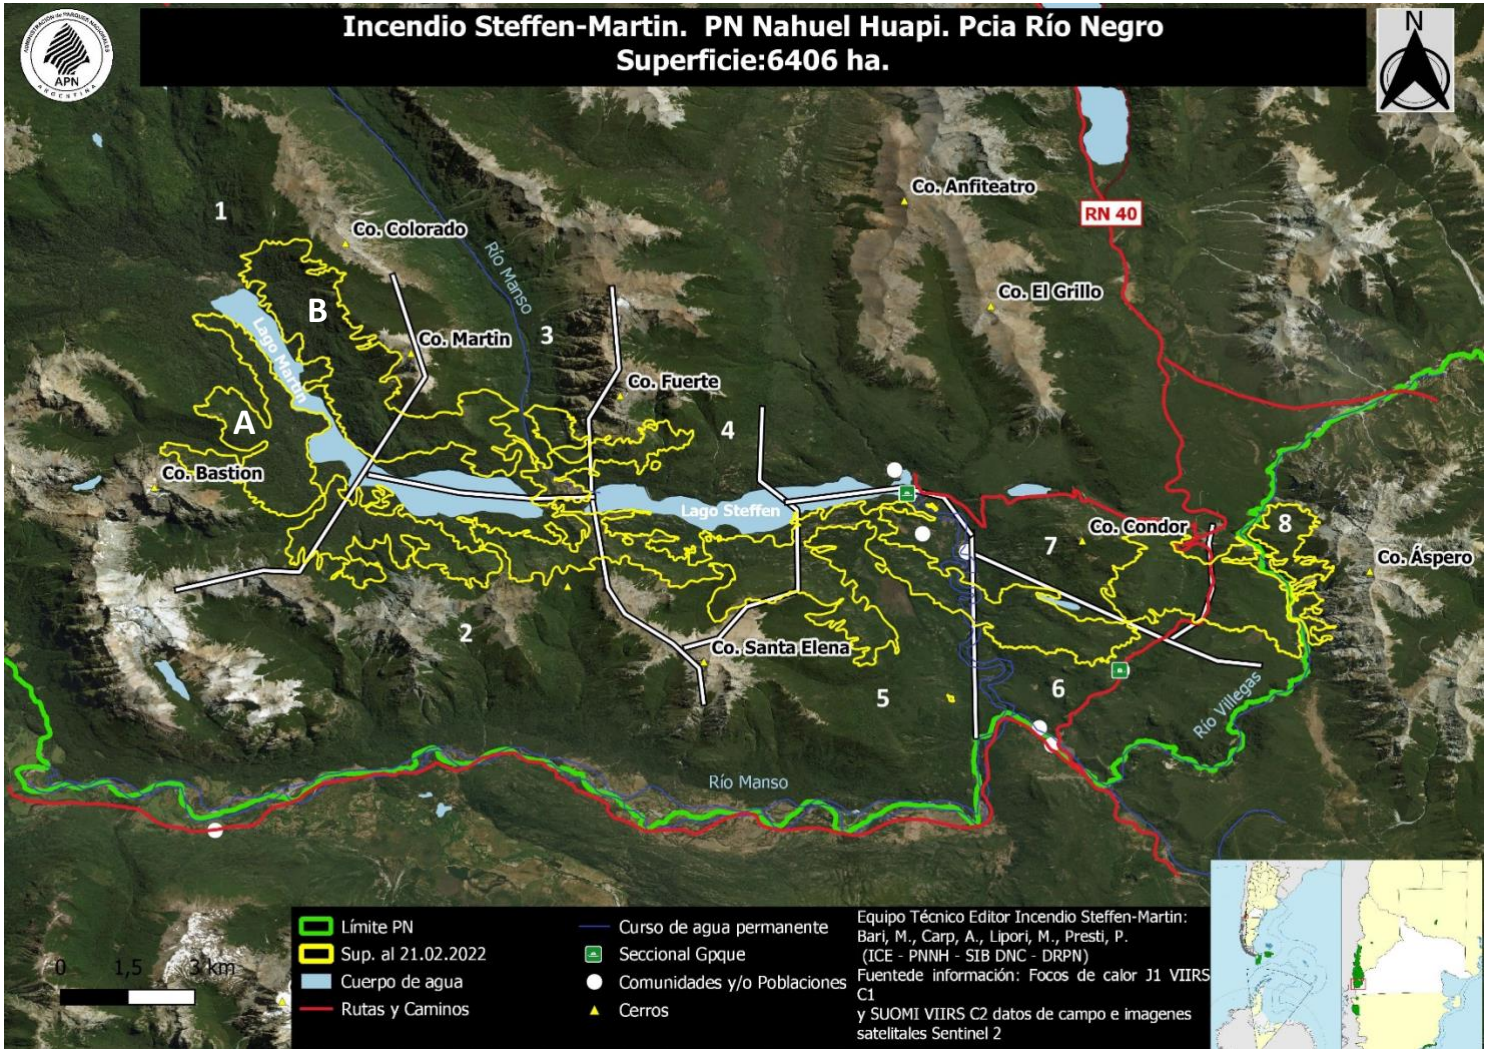 Incendio Steffen-Martin. PN Nahuel Huapi. Pcia Río Negro
Superficie:6406 ha.
ADMINISTRACIÓN de PARQUES NACIONALES
APN
ARGENTINA
N
Co. Anfiteatro
RN 40
1
Co. Colorado
Río Manso
Co. El Grillo
B
Lago Martin
Co. Martin
3
Co. Fuerte
A
4
Co. Bastion
Lago Steffen
Co. Condor
8
7
Co. Áspero
2
Co. Santa Elena
5
6
Río Villegas
Río Manso
0 1,5 3 km
Límite PN
Sup. al 21.02.2022
Cuerpo de agua
Rutas y Caminos
Curso de agua permanente
Seccional Gpque
Comunidades y/o Poblaciones
Cerros
Equipo Técnico Editor Incendio Steffen-Martin:
Bari, M., Carp, A., Lipori, M., Presti, P.
(ICE - PNNH - SIB DNC - DRPN)
Fuentede información: Focos de calor J1 VIIRS
C1
y SUOMI VIIRS C2 datos de campo e imagenes
satelitales Sentinel 2